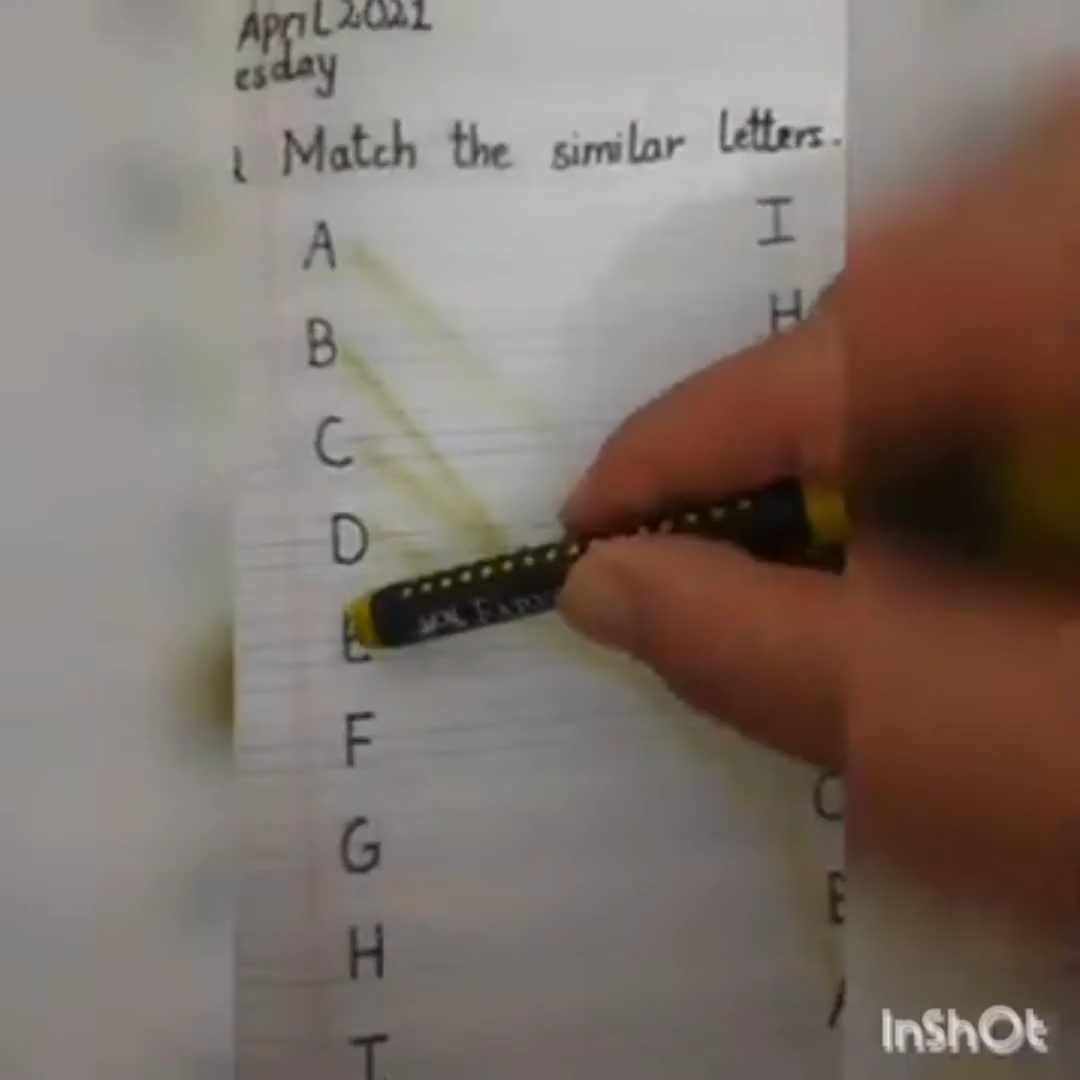 April 2021
esday
Match the similar letters.
A I
B H
C
D
E
F
G C
H
I
InShOt